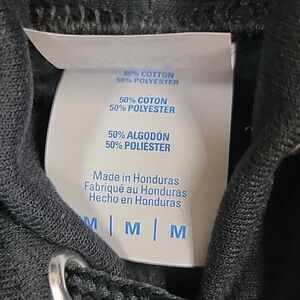 50% COTTON
50% POLYESTER
50% COTON
50% POLYESTER
50% ALGODÓN
50% POLIÉSTER
Made in Honduras
Fabriqué au Honduras
Hecho en Honduras
M | M | M